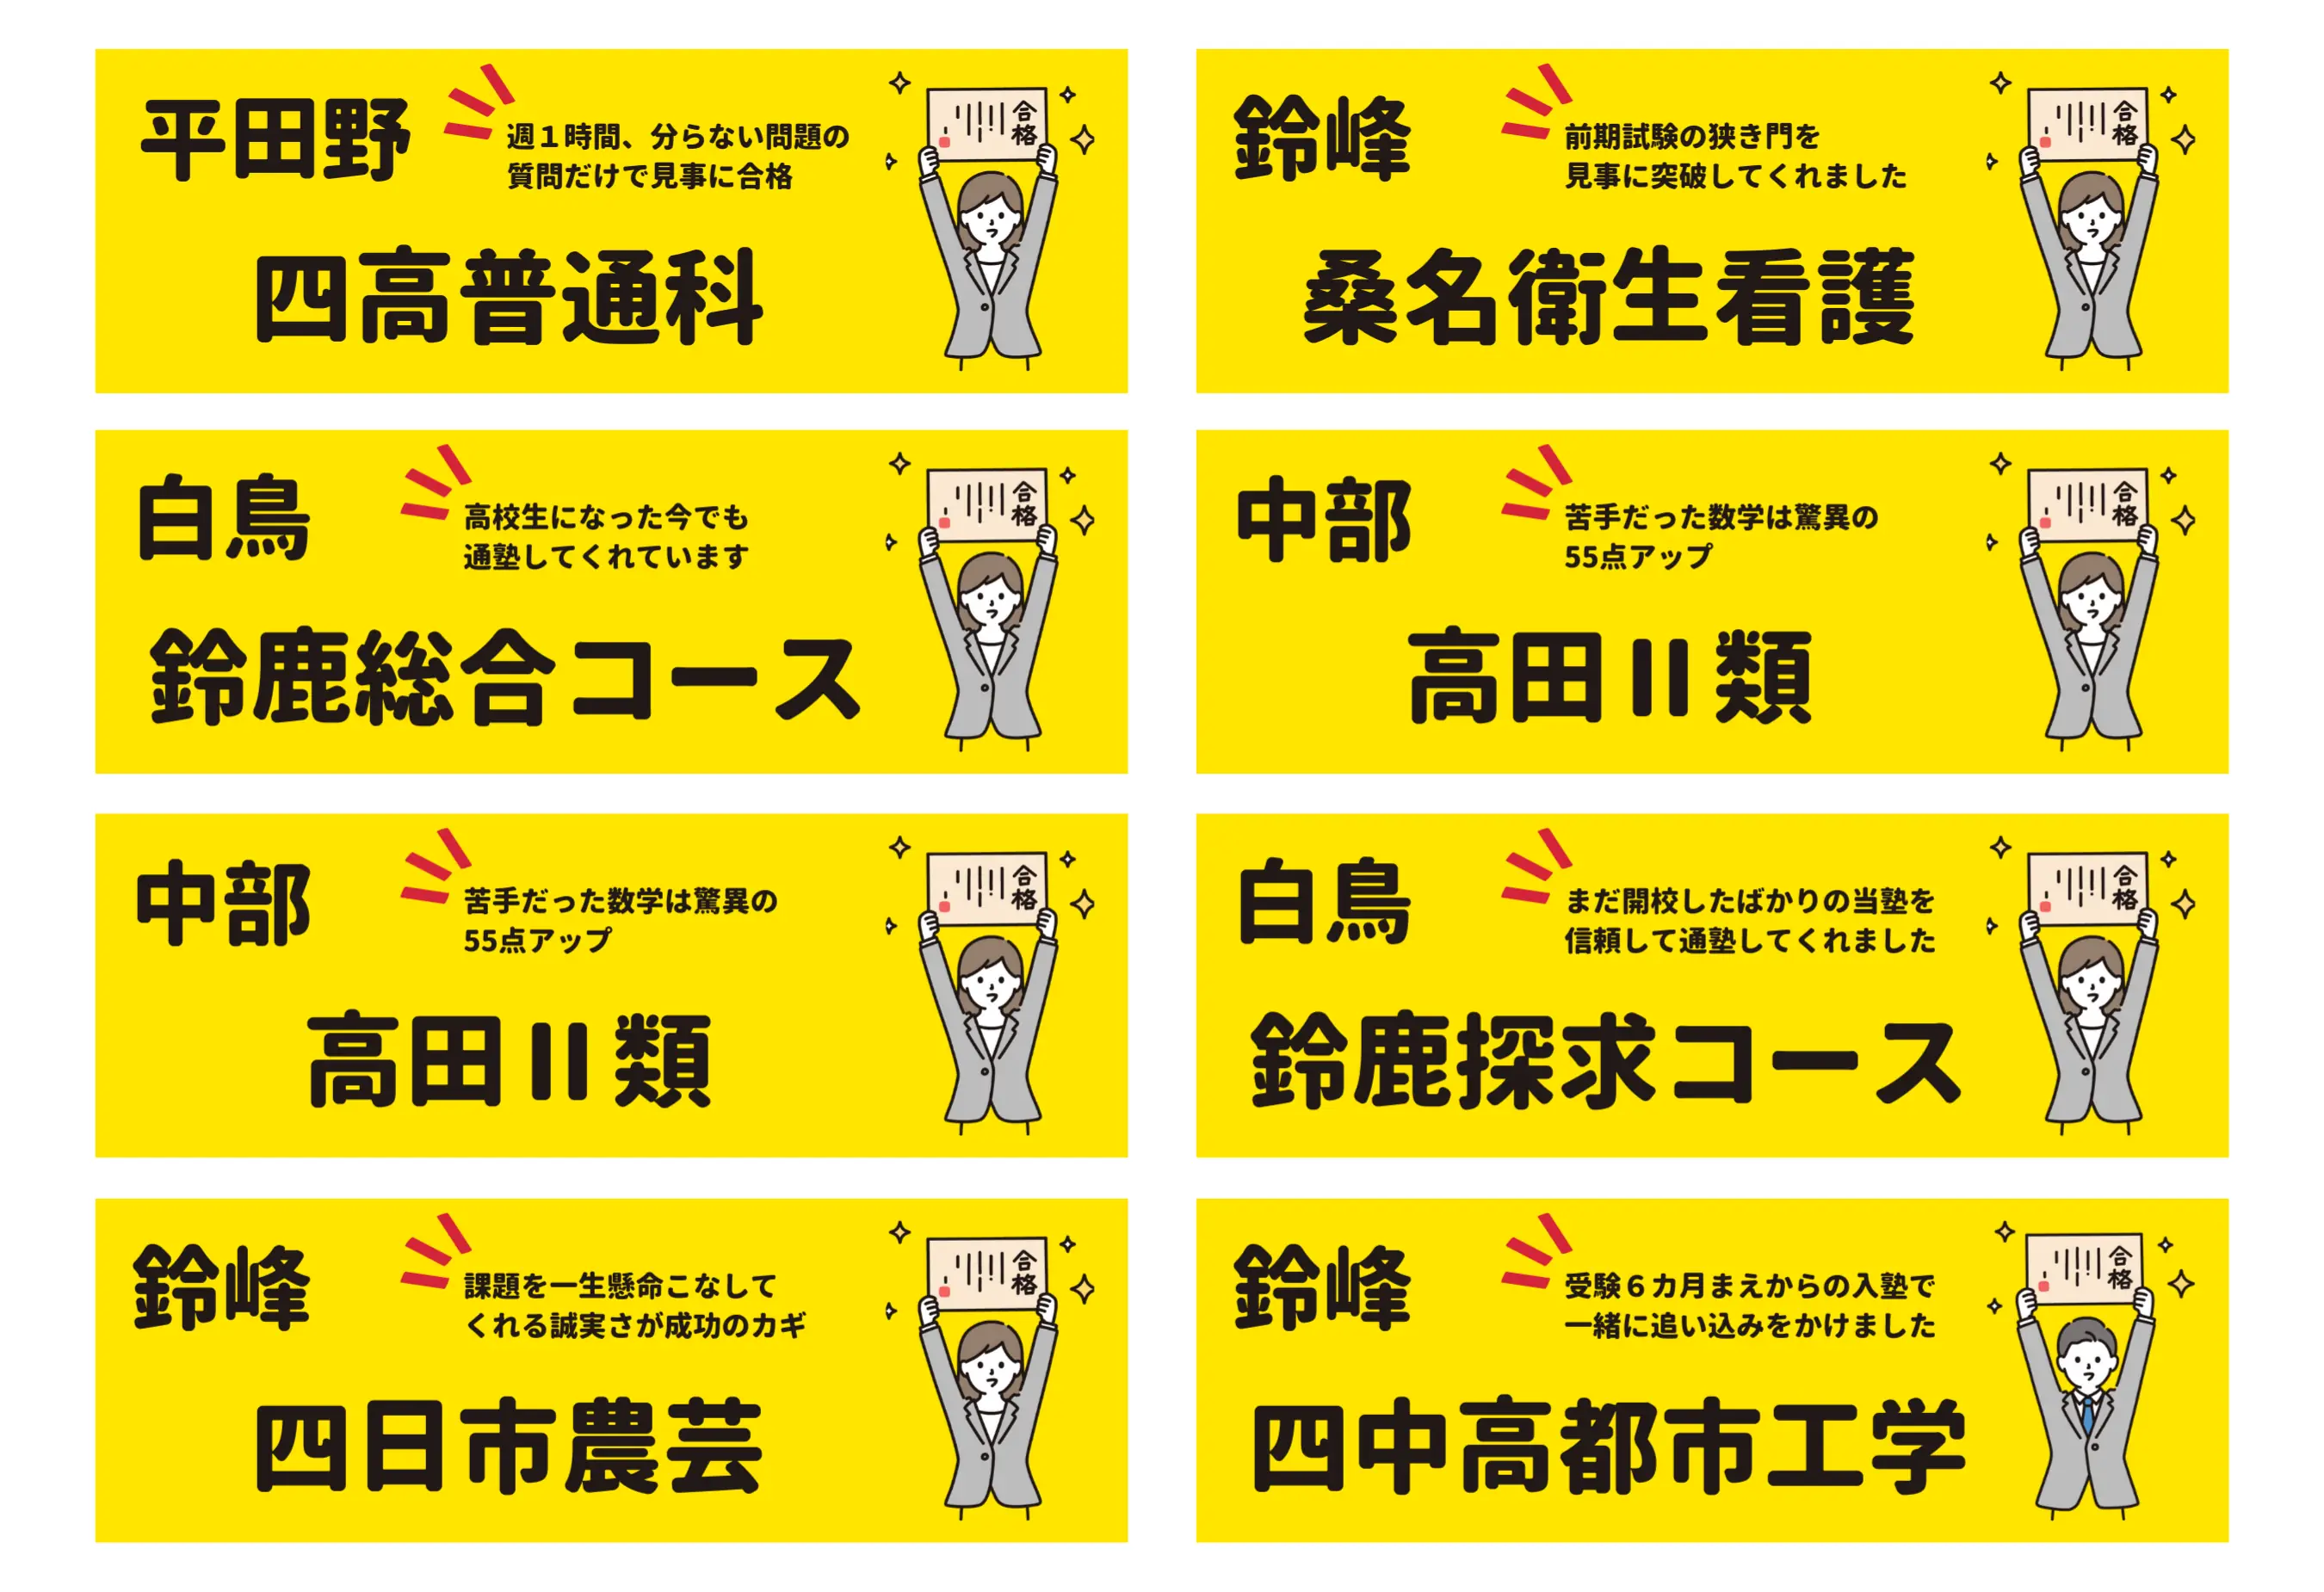 平田野
週１時間、分らない問題の
質問だけで見事に合格
四高普通科
合格
鈴峰
前期試験の狭き門を
見事に突破してくれました
桑名衛生看護
合格
白鳥
高校生になった今でも
通塾してくれています
鈴鹿総合コース
合格
中部
苦手だった数学は驚異の
55点アップ
高田Ⅱ類
合格
中部
苦手だった数学は驚異の
55点アップ
高田Ⅱ類
合格
白鳥
まだ開校したばかりの当塾を
信頼して通塾してくれました
鈴鹿探求コース
合格
鈴峰
課題を一生懸命こなして
くれる誠実さが成功のカギ
四日市農芸
合格
鈴峰
受験６カ月まえからの入塾で
一緒に追い込みをかけました
四中高都市工学
合格